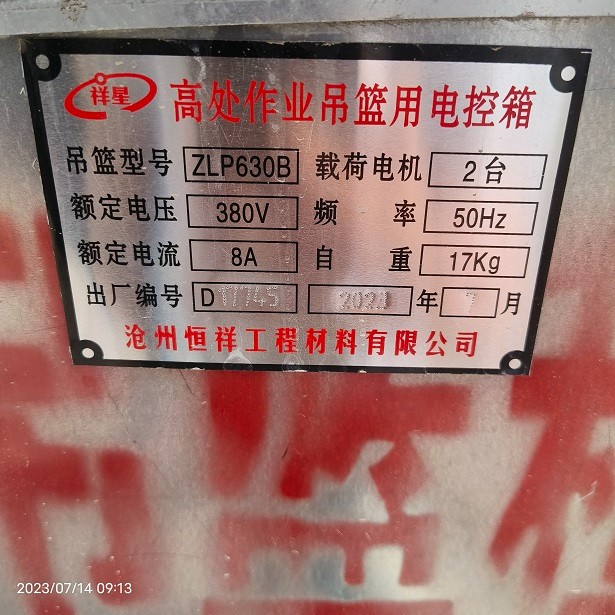 祥星
高处作业吊篮用电控箱
吊篮型号 ZLP630B 载荷电机 2台
额定电压 380V 频率 50Hz
额定电流 8A 自重 17Kg
出厂编号 D17745 年 7月
沧州恒祥工程材料有限公司
2023/07/14 09:13